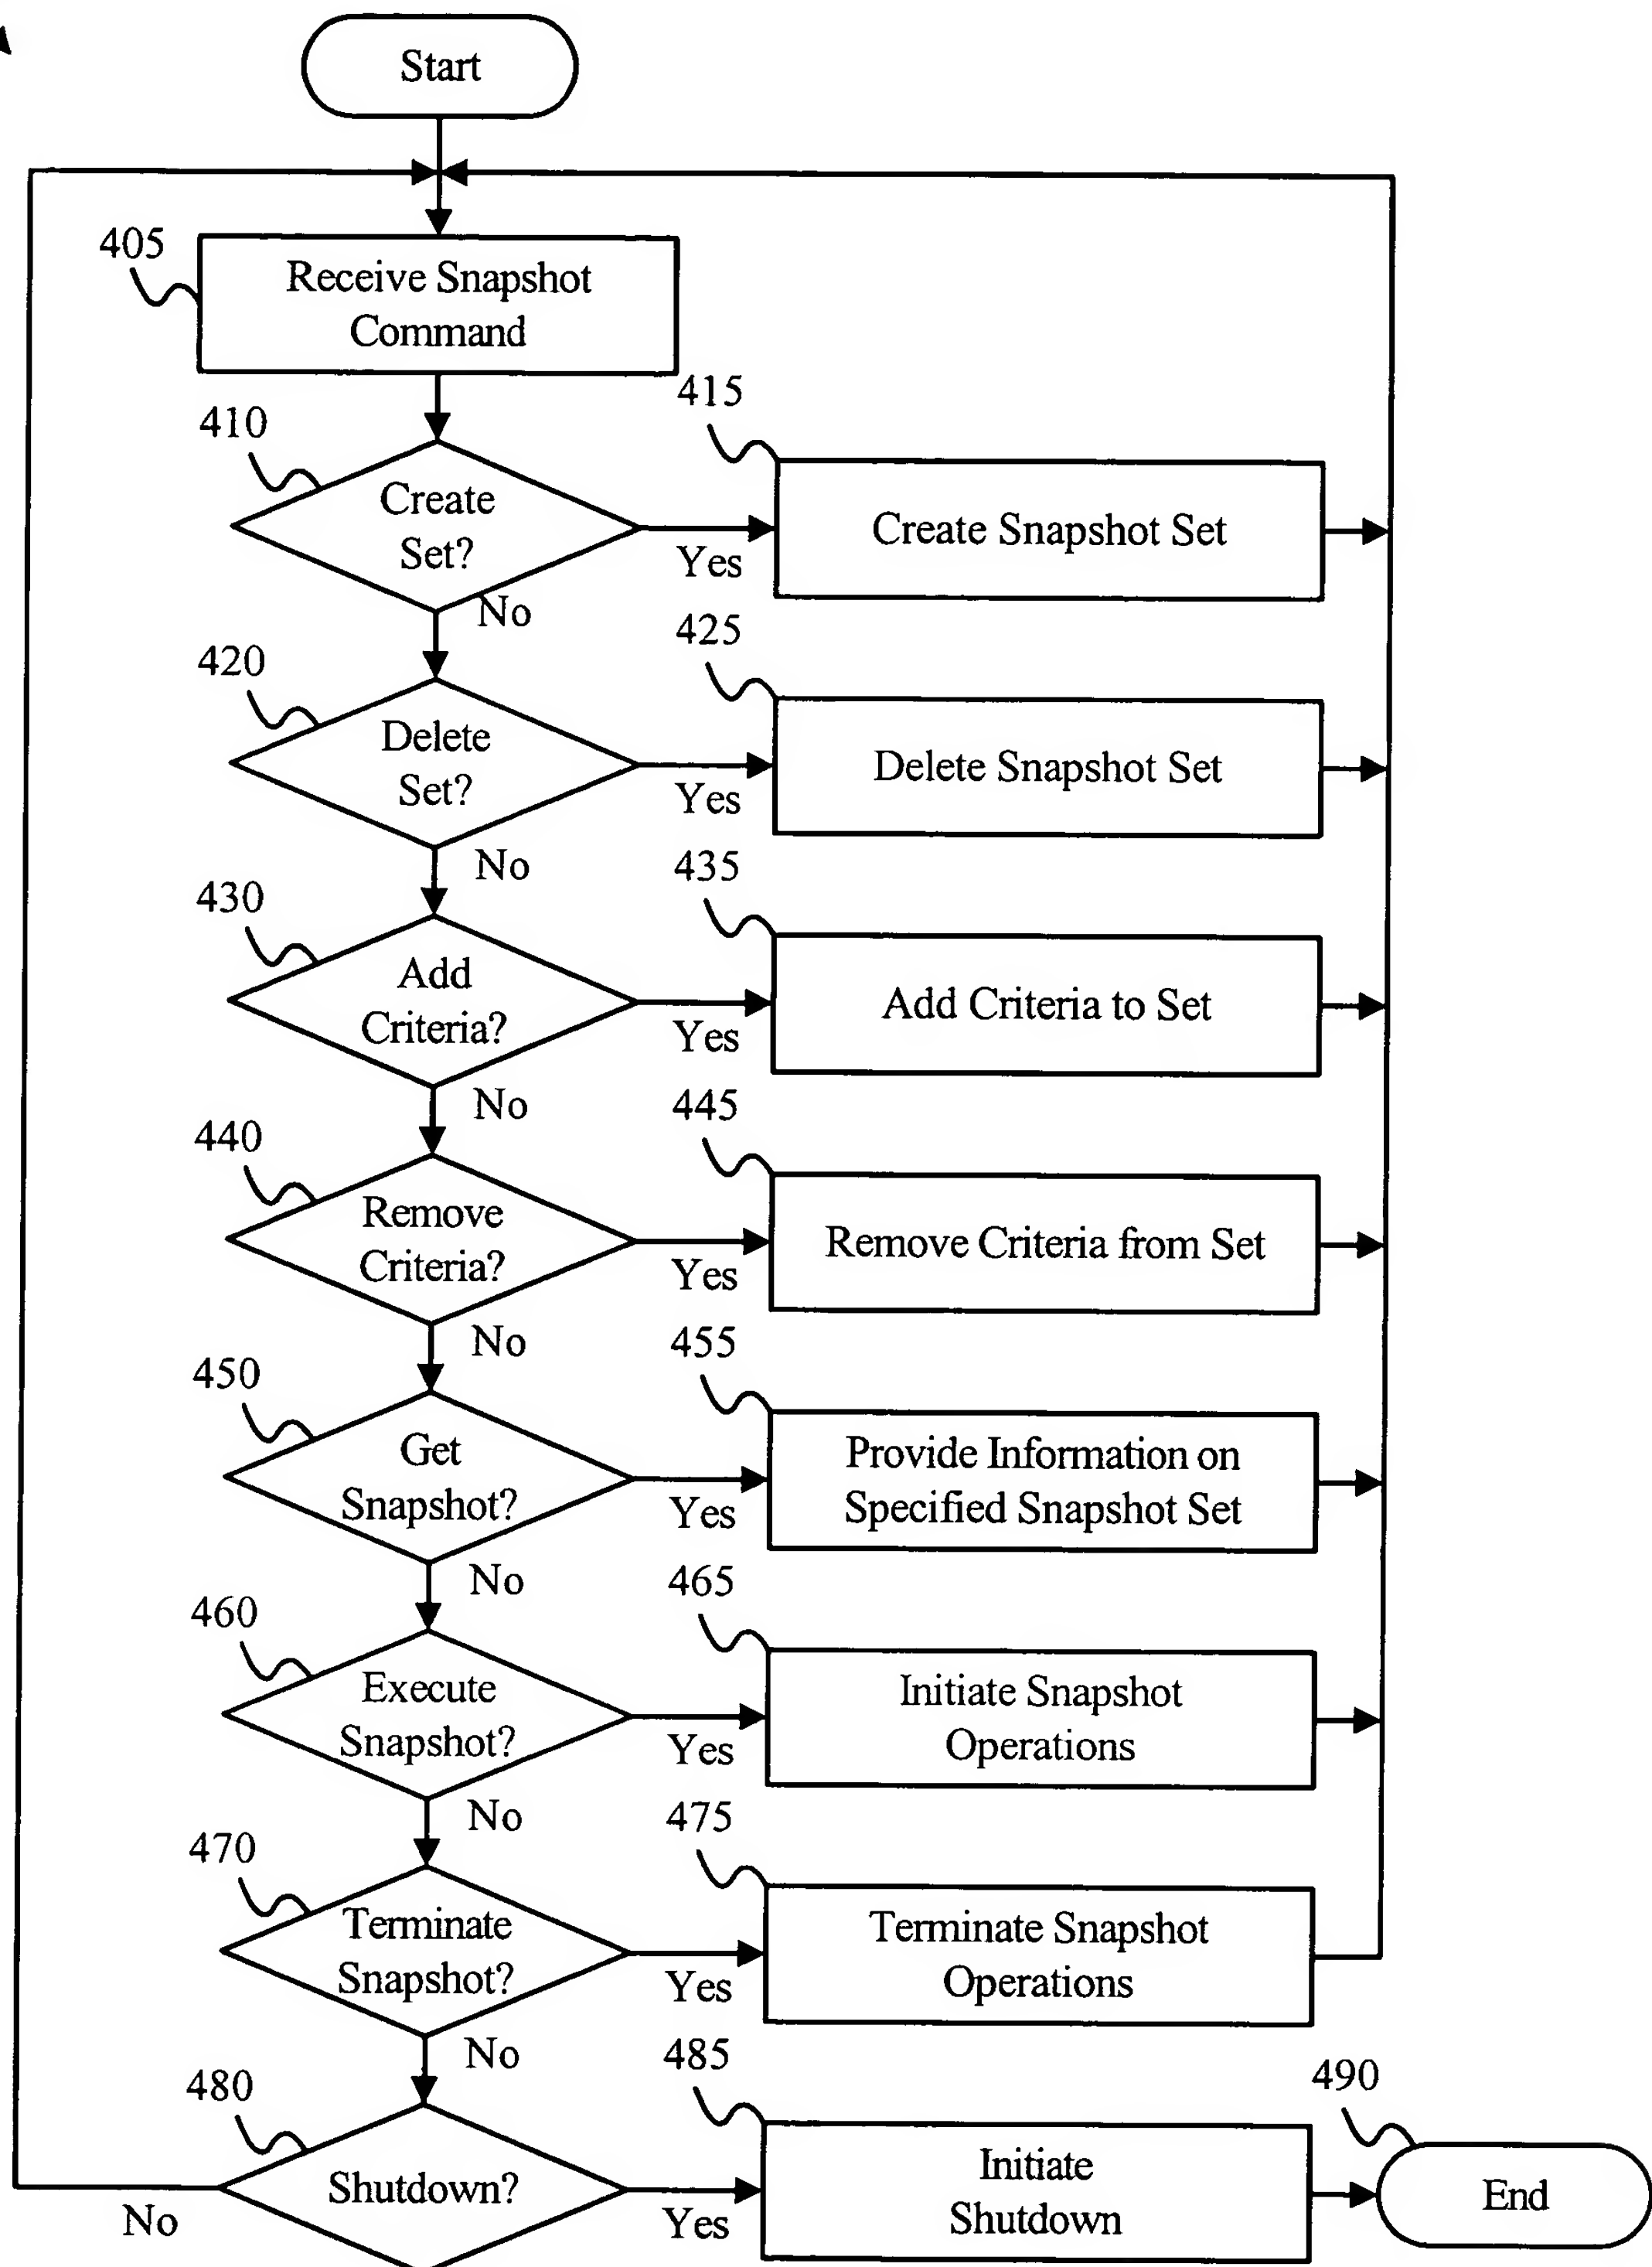 Start
405
Receive Snapshot
Command
410
Create
Set?
Yes
No
415
Create Snapshot Set
420
Delete
Set?
Yes
No
425
Delete Snapshot Set
430
Add
Criteria?
Yes
No
435
Add Criteria to Set
440
Remove
Criteria?
Yes
No
445
Remove Criteria from Set
450
Get
Snapshot?
Yes
No
455
Provide Information on
Specified Snapshot Set
460
Execute
Snapshot?
Yes
No
465
Initiate Snapshot
Operations
470
Terminate
Snapshot?
Yes
No
475
Terminate Snapshot
Operations
480
Shutdown?
No
Yes
485
Initiate
Shutdown
490
End